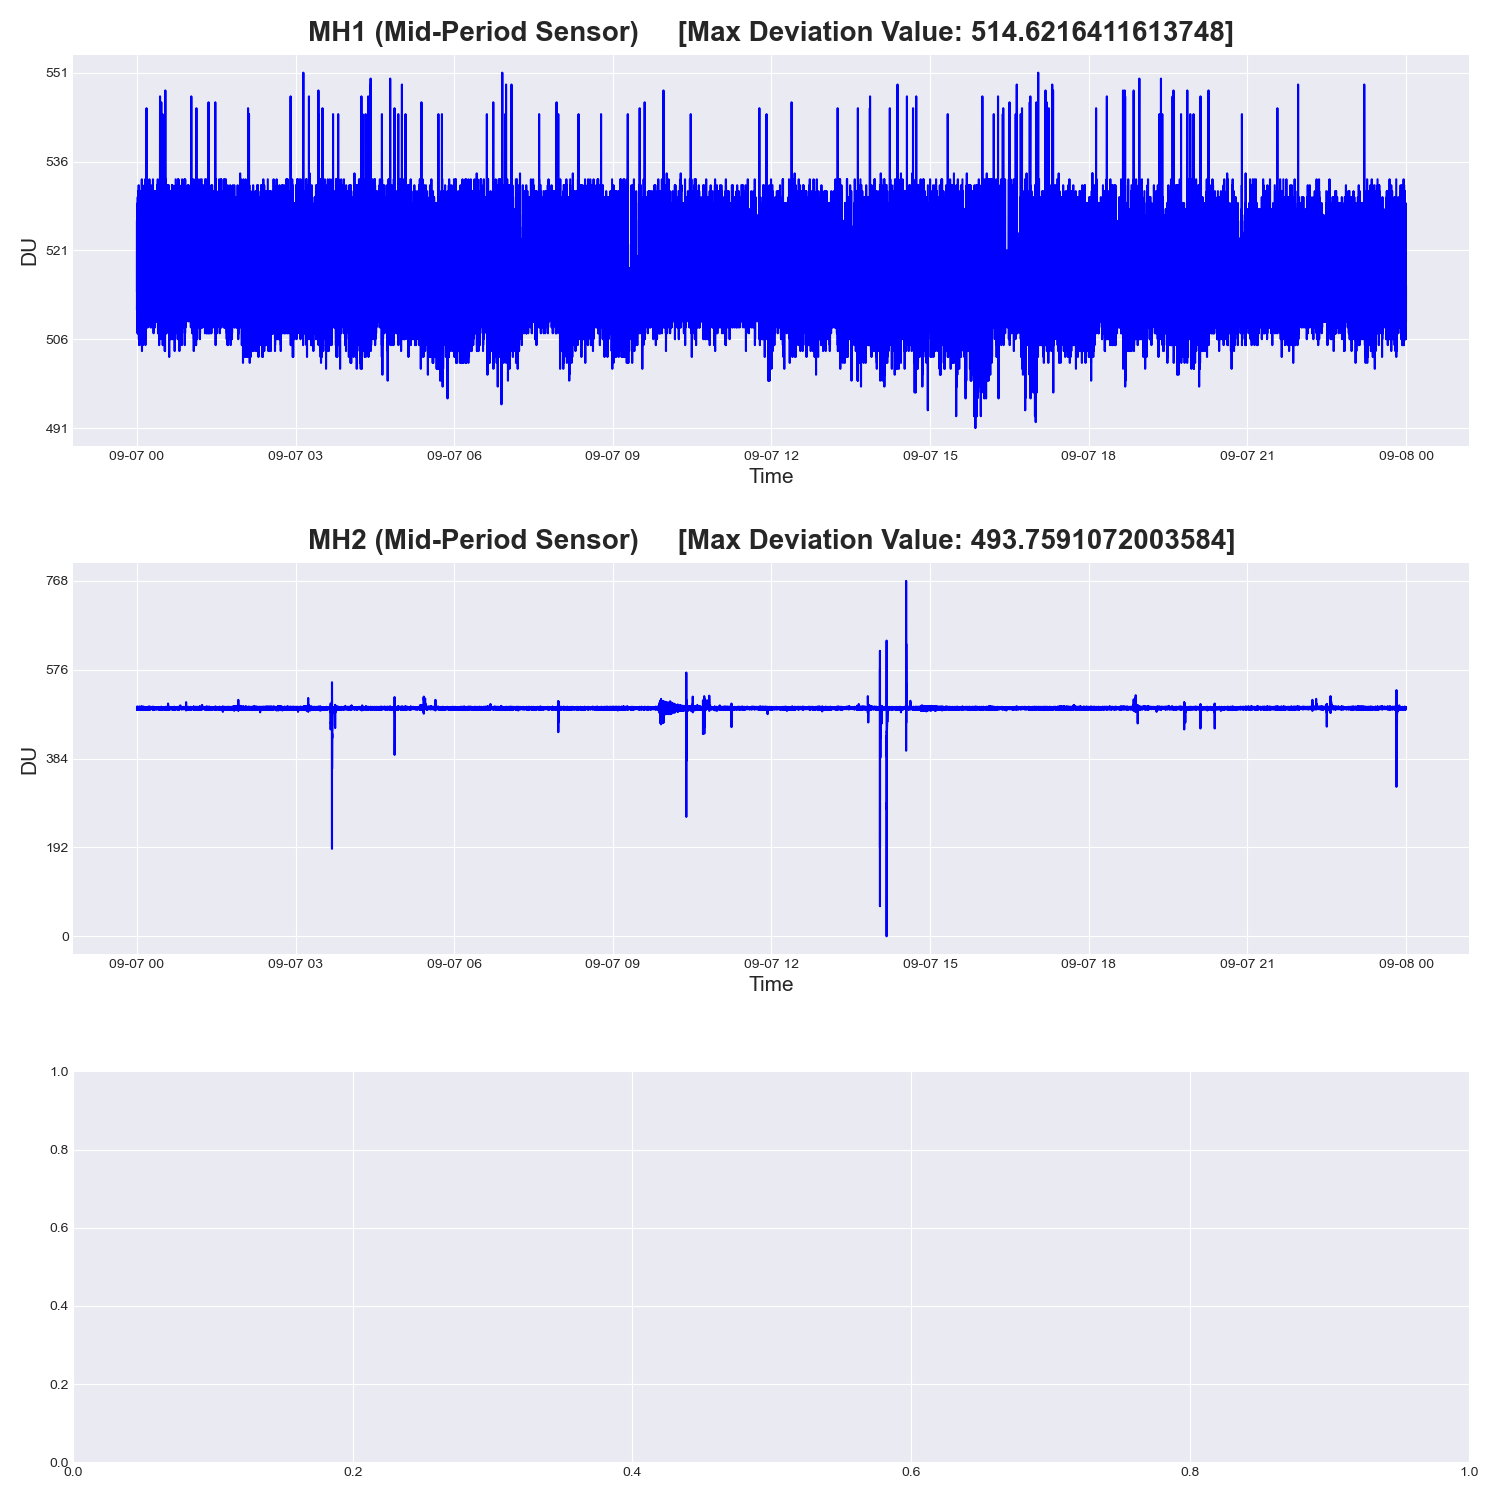 MH1 (Mid-Period Sensor) [Max Deviation Value: 514.6216411613748]
551
536
521
506
491
DU
09-07 00 09-07 03 09-07 06 09-07 09 09-07 12 09-07 15 09-07 18 09-07 21 09-08 00
Time
MH2 (Mid-Period Sensor) [Max Deviation Value: 493.7591072003584]
768
576
384
192
0
DU
09-07 00 09-07 03 09-07 06 09-07 09 09-07 12 09-07 15 09-07 18 09-07 21 09-08 00
Time
1.0
0.8
0.6
0.4
0.2
0.0
0.0 0.2 0.4 0.6 0.8 1.0